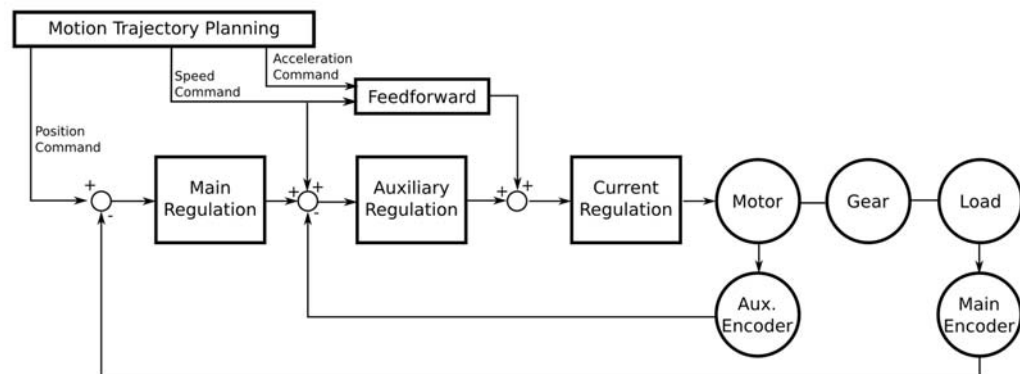 Motion Trajectory Planning
Acceleration
Command
Speed
Command
Feedforward
Position
Command
+
-
Main
Regulation
+
+
-
Auxiliary
Regulation
+
+
Current
Regulation
Motor
Gear
Load
Aux.
Encoder
Main
Encoder